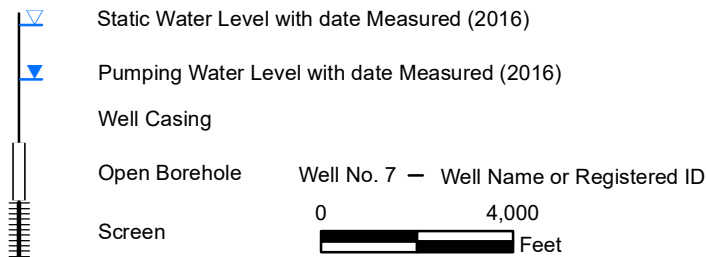 Static Water Level with date Measured (2016)
Pumping Water Level with date Measured (2016)
Well Casing
Open Borehole
Well No. 7 – Well Name or Registered ID
Screen
0 4,000
Feet